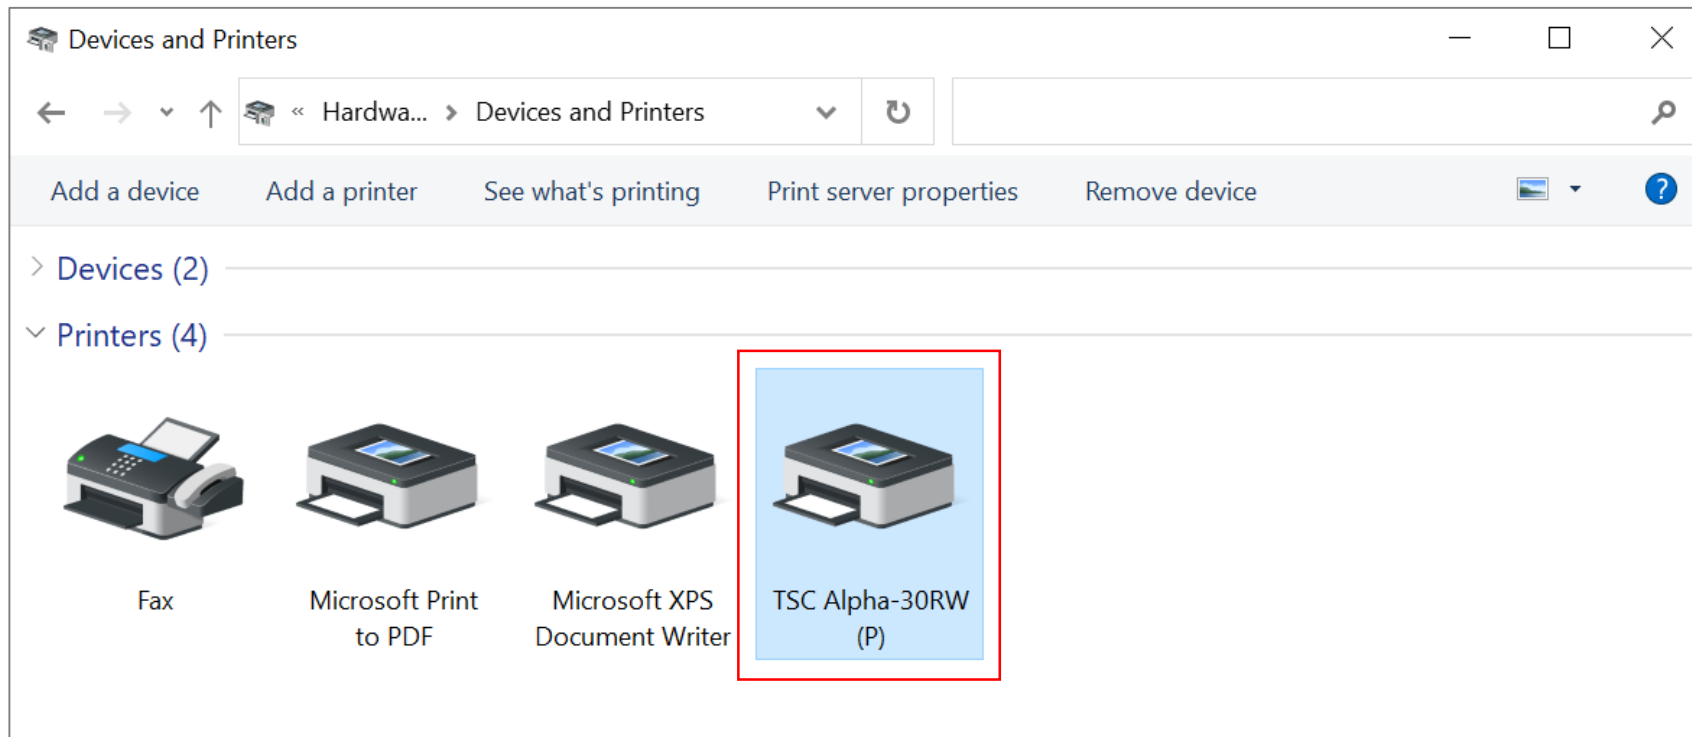 Devices and Printers
« Hardwa... > Devices and Printers
Add a device Add a printer See what's printing Print server properties Remove device ?
Devices (2)
Printers (4)
Fax
Microsoft Print
to PDF
Microsoft XPS
Document Writer
TSC Alpha-30RW
(P)